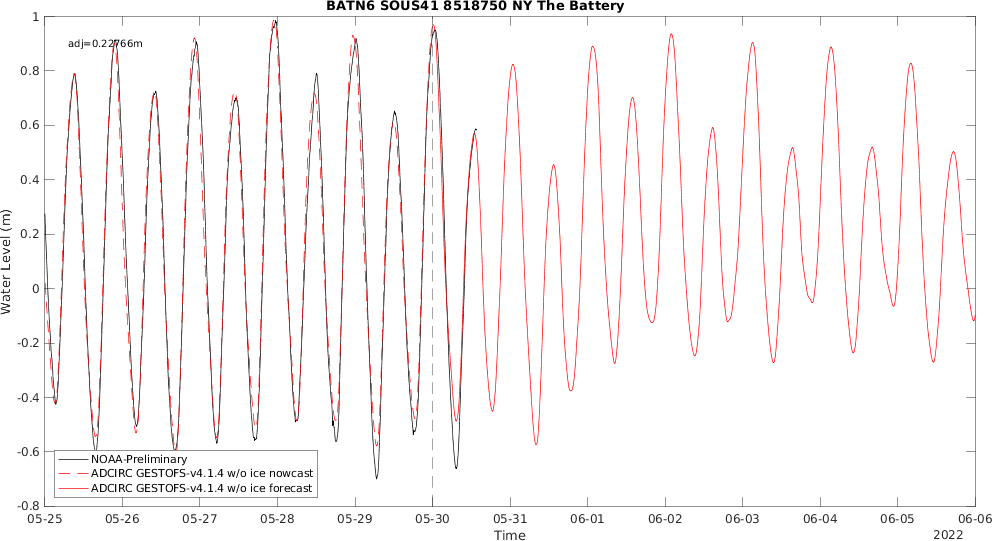 BATN6 SOUS41 8518750 NY The Battery
adj=0.22766m
Water Level (m)
1
0.8
0.6
0.4
0.2
0
-0.2
-0.4
-0.6
-0.8
NOAA-Preliminary
ADCIRC GESTOFS-v4.1.4 w/o ice nowcast
ADCIRC GESTOFS-v4.1.4 w/o ice forecast
05-25 05-26 05-27 05-28 05-29 05-30 05-31 06-01 06-02 06-03 06-04 06-05 06-06
Time
2022